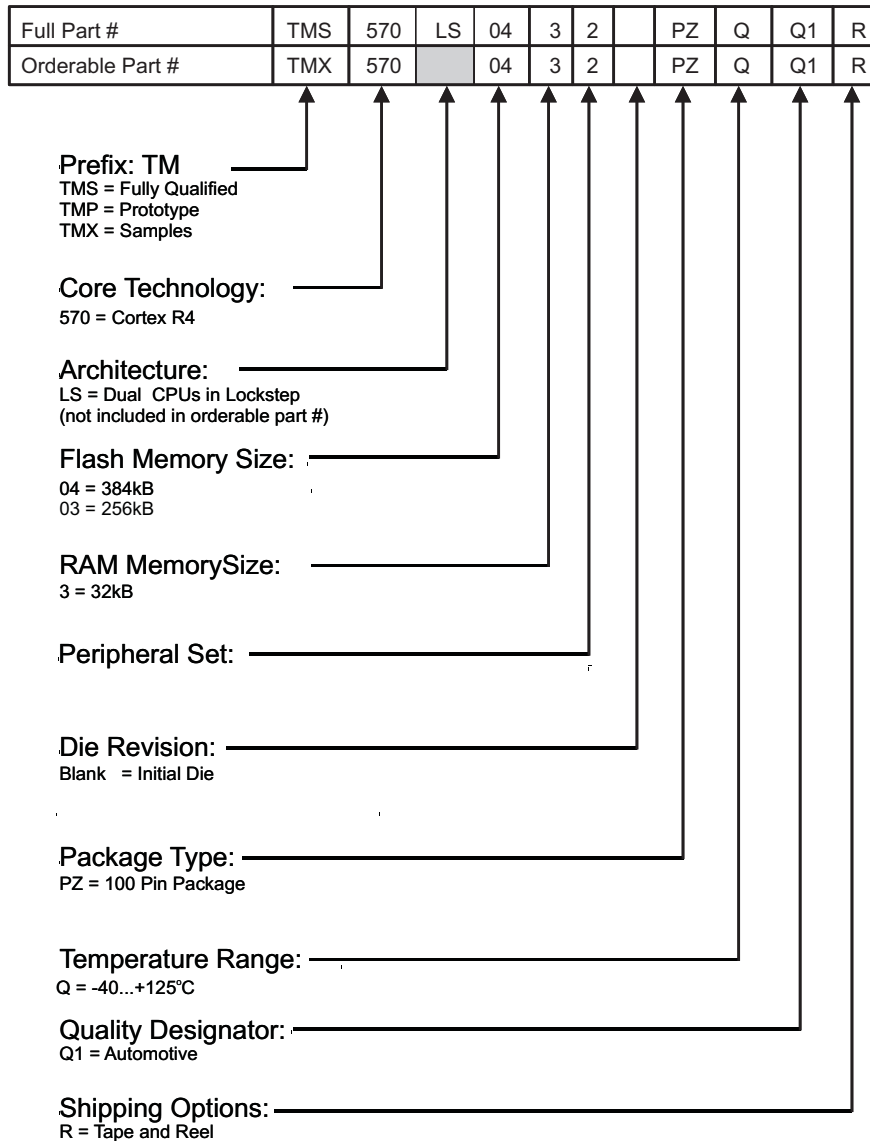 Full Part # TMS 570 LS 04 3 2 PZ Q Q1 R
Orderable Part # TMX 570 04 3 2 PZ Q Q1 R
Prefix: TM
TMS = Fully Qualified
TMP = Prototype
TMX = Samples
Core Technology:
570 = Cortex R4
Architecture:
LS = Dual CPUs in Lockstep
(not included in orderable part #)
Flash Memory Size:
04 = 384kB
03 = 256kB
RAM MemorySize:
3 = 32kB
Peripheral Set:
Die Revision:
Blank = Initial Die
Package Type:
PZ = 100 Pin Package
Temperature Range:
Q = -40...+125°C
Quality Designator:
Q1 = Automotive
Shipping Options:
R = Tape and Reel